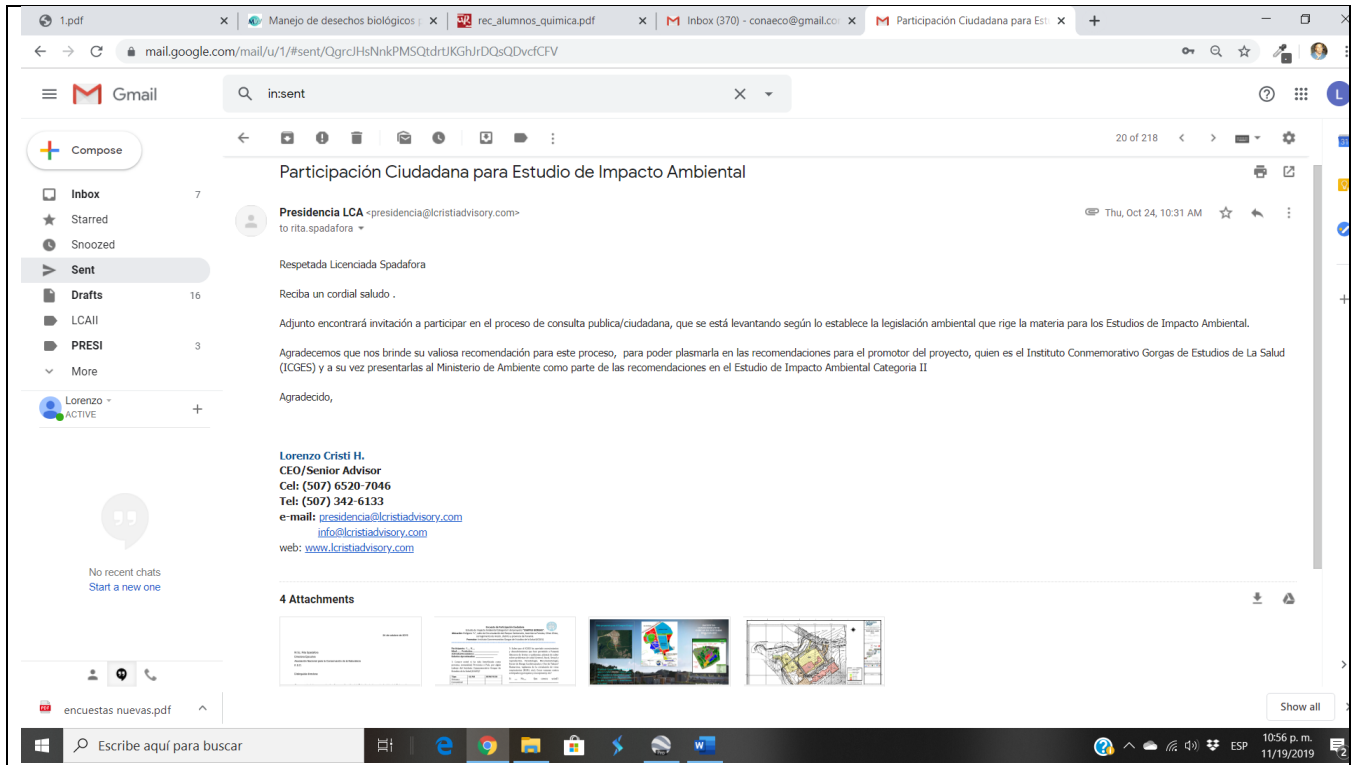 1.pdf
Manejo de desechos biológicos
rec_alumnos_quimica.pdf
Inbox (370) - conaeco@gmail.co
Participación Ciudadana para Est
mail.google.com/mail/u/1/#sent/QgrcJHsNnkPMSQtdrtJKGhJrDQsQDvcfCFV
Gmail
in:sent
L
Compose
20 of 218
Participación Ciudadana para Estudio de Impacto Ambiental
Inbox 7
Starred
Snoozed
Sent
Drafts 16
LCAII
PRESI 3
More
Lorenzo
ACTIVE
No recent chats
Start a new one
Presidencia LCA <presidencia@lcristiadvisory.com>
Thu, Oct 24, 10:31 AM
to rita.spadafora
Respetada Licenciada Spadafora
Reciba un cordial saludo .
Adjunto encontrará invitación a participar en el proceso de consulta publica/ciudadana, que se está levantando según lo establece la legislación ambiental que rige la materia para los Estudios de Impacto Ambiental.
Agradecemos que nos brinde su valiosa recomendación para este proceso, para poder plasmarla en las recomendaciones para el promotor del proyecto, quien es el Instituto Conmemorativo Gorgas de Estudios de La Salud
(ICGES) y a su vez presentarlas al Ministerio de Ambiente como parte de las recomendaciones en el Estudio de Impacto Ambiental Categoria II
Agradecido,
Lorenzo Cristi H.
CEO/Senior Advisor
Cel: (507) 6520-7046
Tel: (507) 342-6133
e-mail: presidencia@lcristiadvisory.com
info@lcristiadvisory.com
web: www.lcristiadvisory.com
4 Attachments
encuestas nuevas.pdf
Show all
Escribe aquí para buscar
ESP
10:56 p. m.
11/19/2019
2